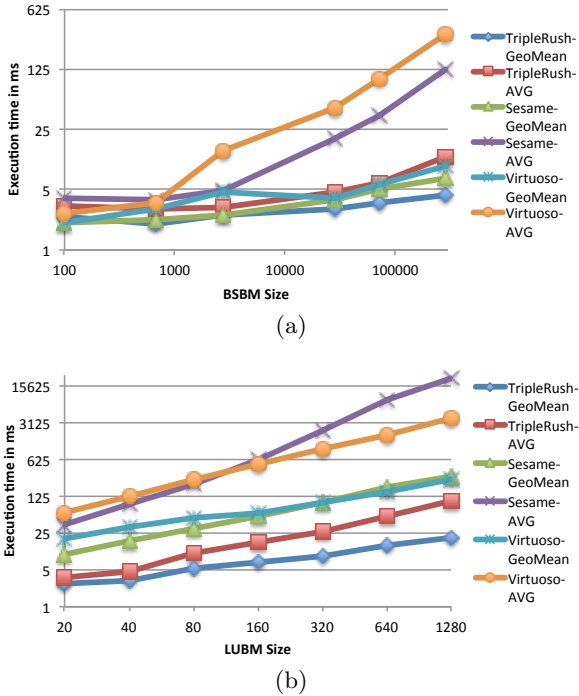 625
125
25
5
1
Execution time in ms
100
1000
10000
100000
BSBM Size
TripleRush-
GeoMean
TripleRush-
AVG
Sesame-
GeoMean
Sesame-
AVG
Virtuoso-
GeoMean
Virtuoso-
AVG
(a)
15625
3125
625
125
25
5
1
Execution time in ms
20
40
80
160
320
640
1280
LUBM Size
TripleRush-
GeoMean
TripleRush-
AVG
Sesame-
GeoMean
Sesame-
AVG
Virtuoso-
GeoMean
Virtuoso-
AVG
(b)